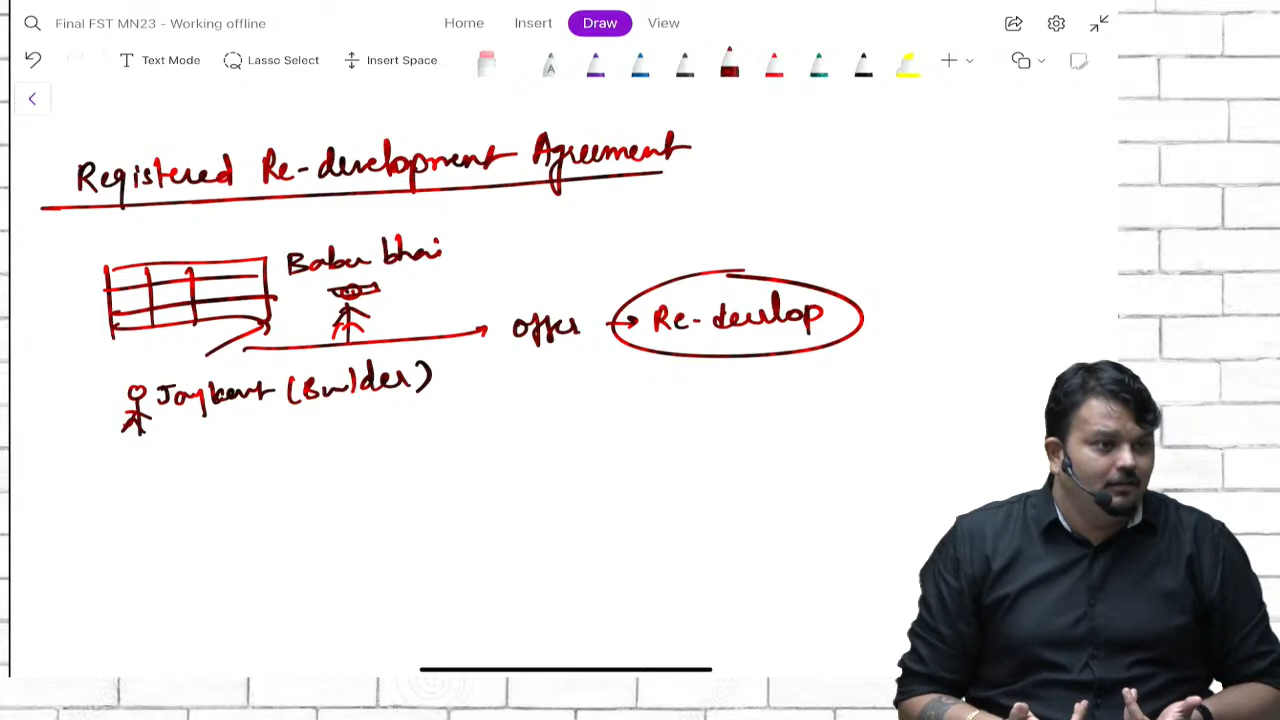 Final FST MN23 - Working offline
Home Insert Draw View
Text Mode Lasso Select Insert Space
A
Registered Re-development Agreement
Babu bhai
offer → Re-develop
Jaykant (Builder)